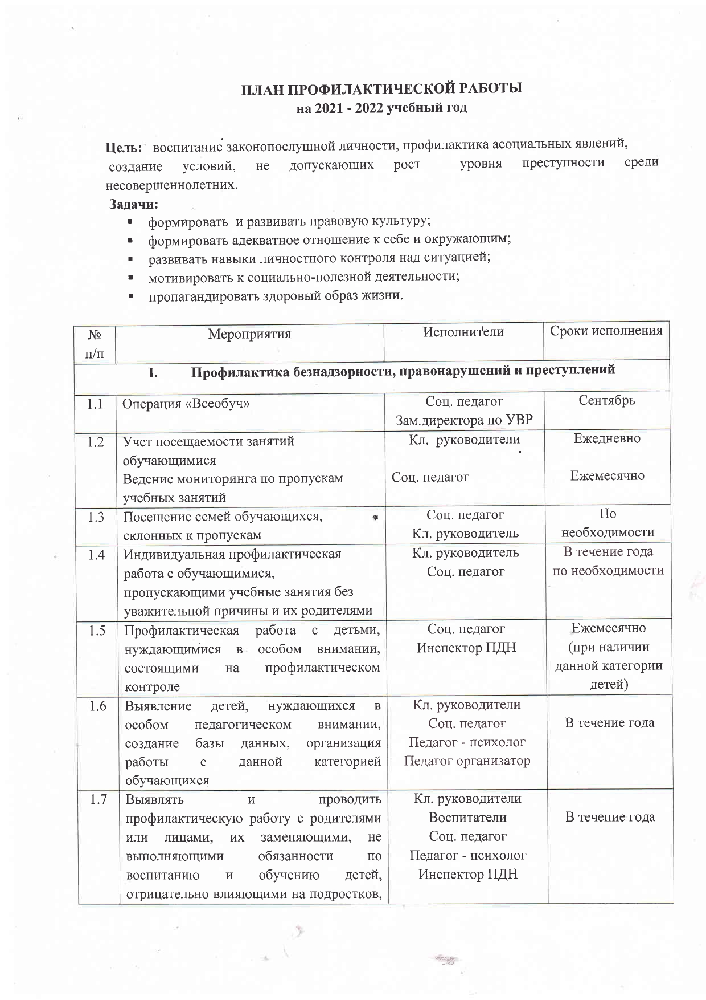 ПЛАН ПРОФИЛАКТИЧЕСКОЙ РАБОТЫ
на 2021 - 2022 учебный год
Цель: воспитание законопослушной личности, профилактика асоциальных явлений,
создание условий, не допускающих рост уровня преступности среди
несовершеннолетних.
Задачи:
▪ формировать и развивать правовую культуру;
▪ формировать адекватное отношение к себе и окружающим;
▪ развивать навыки личностного контроля над ситуацией;
▪ мотивировать к социально-полезной деятельности;
▪ пропагандировать здоровый образ жизни.
№ Мероприятия Исполнители Сроки исполнения
п/п
I. Профилактика безнадзорности, правонарушений и преступлений
1.1 Операция «Всеобуч» Соц. педагог Сентябрь
Зам.директора по УВР
1.2 Учет посещаемости занятий Кл. руководители Ежедневно
обучающимися
Ведение мониторинга по пропускам Соц. педагог Ежемесячно
учебных занятий
1.3 Посещение семей обучающихся, Соц. педагог По
склонных к пропускам Кл. руководитель необходимости
1.4 Индивидуальная профилактическая Кл. руководитель В течение года
работа с обучающимися, Соц. педагог по необходимости
пропускающими учебные занятия без
уважительной причины и их родителями
1.5 Профилактическая работа с детьми, Соц. педагог Ежемесячно
нуждающимися в особом внимании, Инспектор ПДН (при наличии
состоящими на профилактическом данной категории
контроле детей)
1.6 Выявление детей, нуждающихся в Кл. руководители
особом педагогическом внимании, Соц. педагог В течение года
создание базы данных, организация Педагог - психолог
работы с данной категорией Педагог организатор
обучающихся
1.7 Выявлять и проводить Кл. руководители
профилактическую работу с родителями Воспитатели В течение года
или лицами, их заменяющими, не Соц. педагог
выполняющими обязанности по Педагог - психолог
воспитанию и обучению детей, Инспектор ПДН
отрицательно влияющими на подростков,